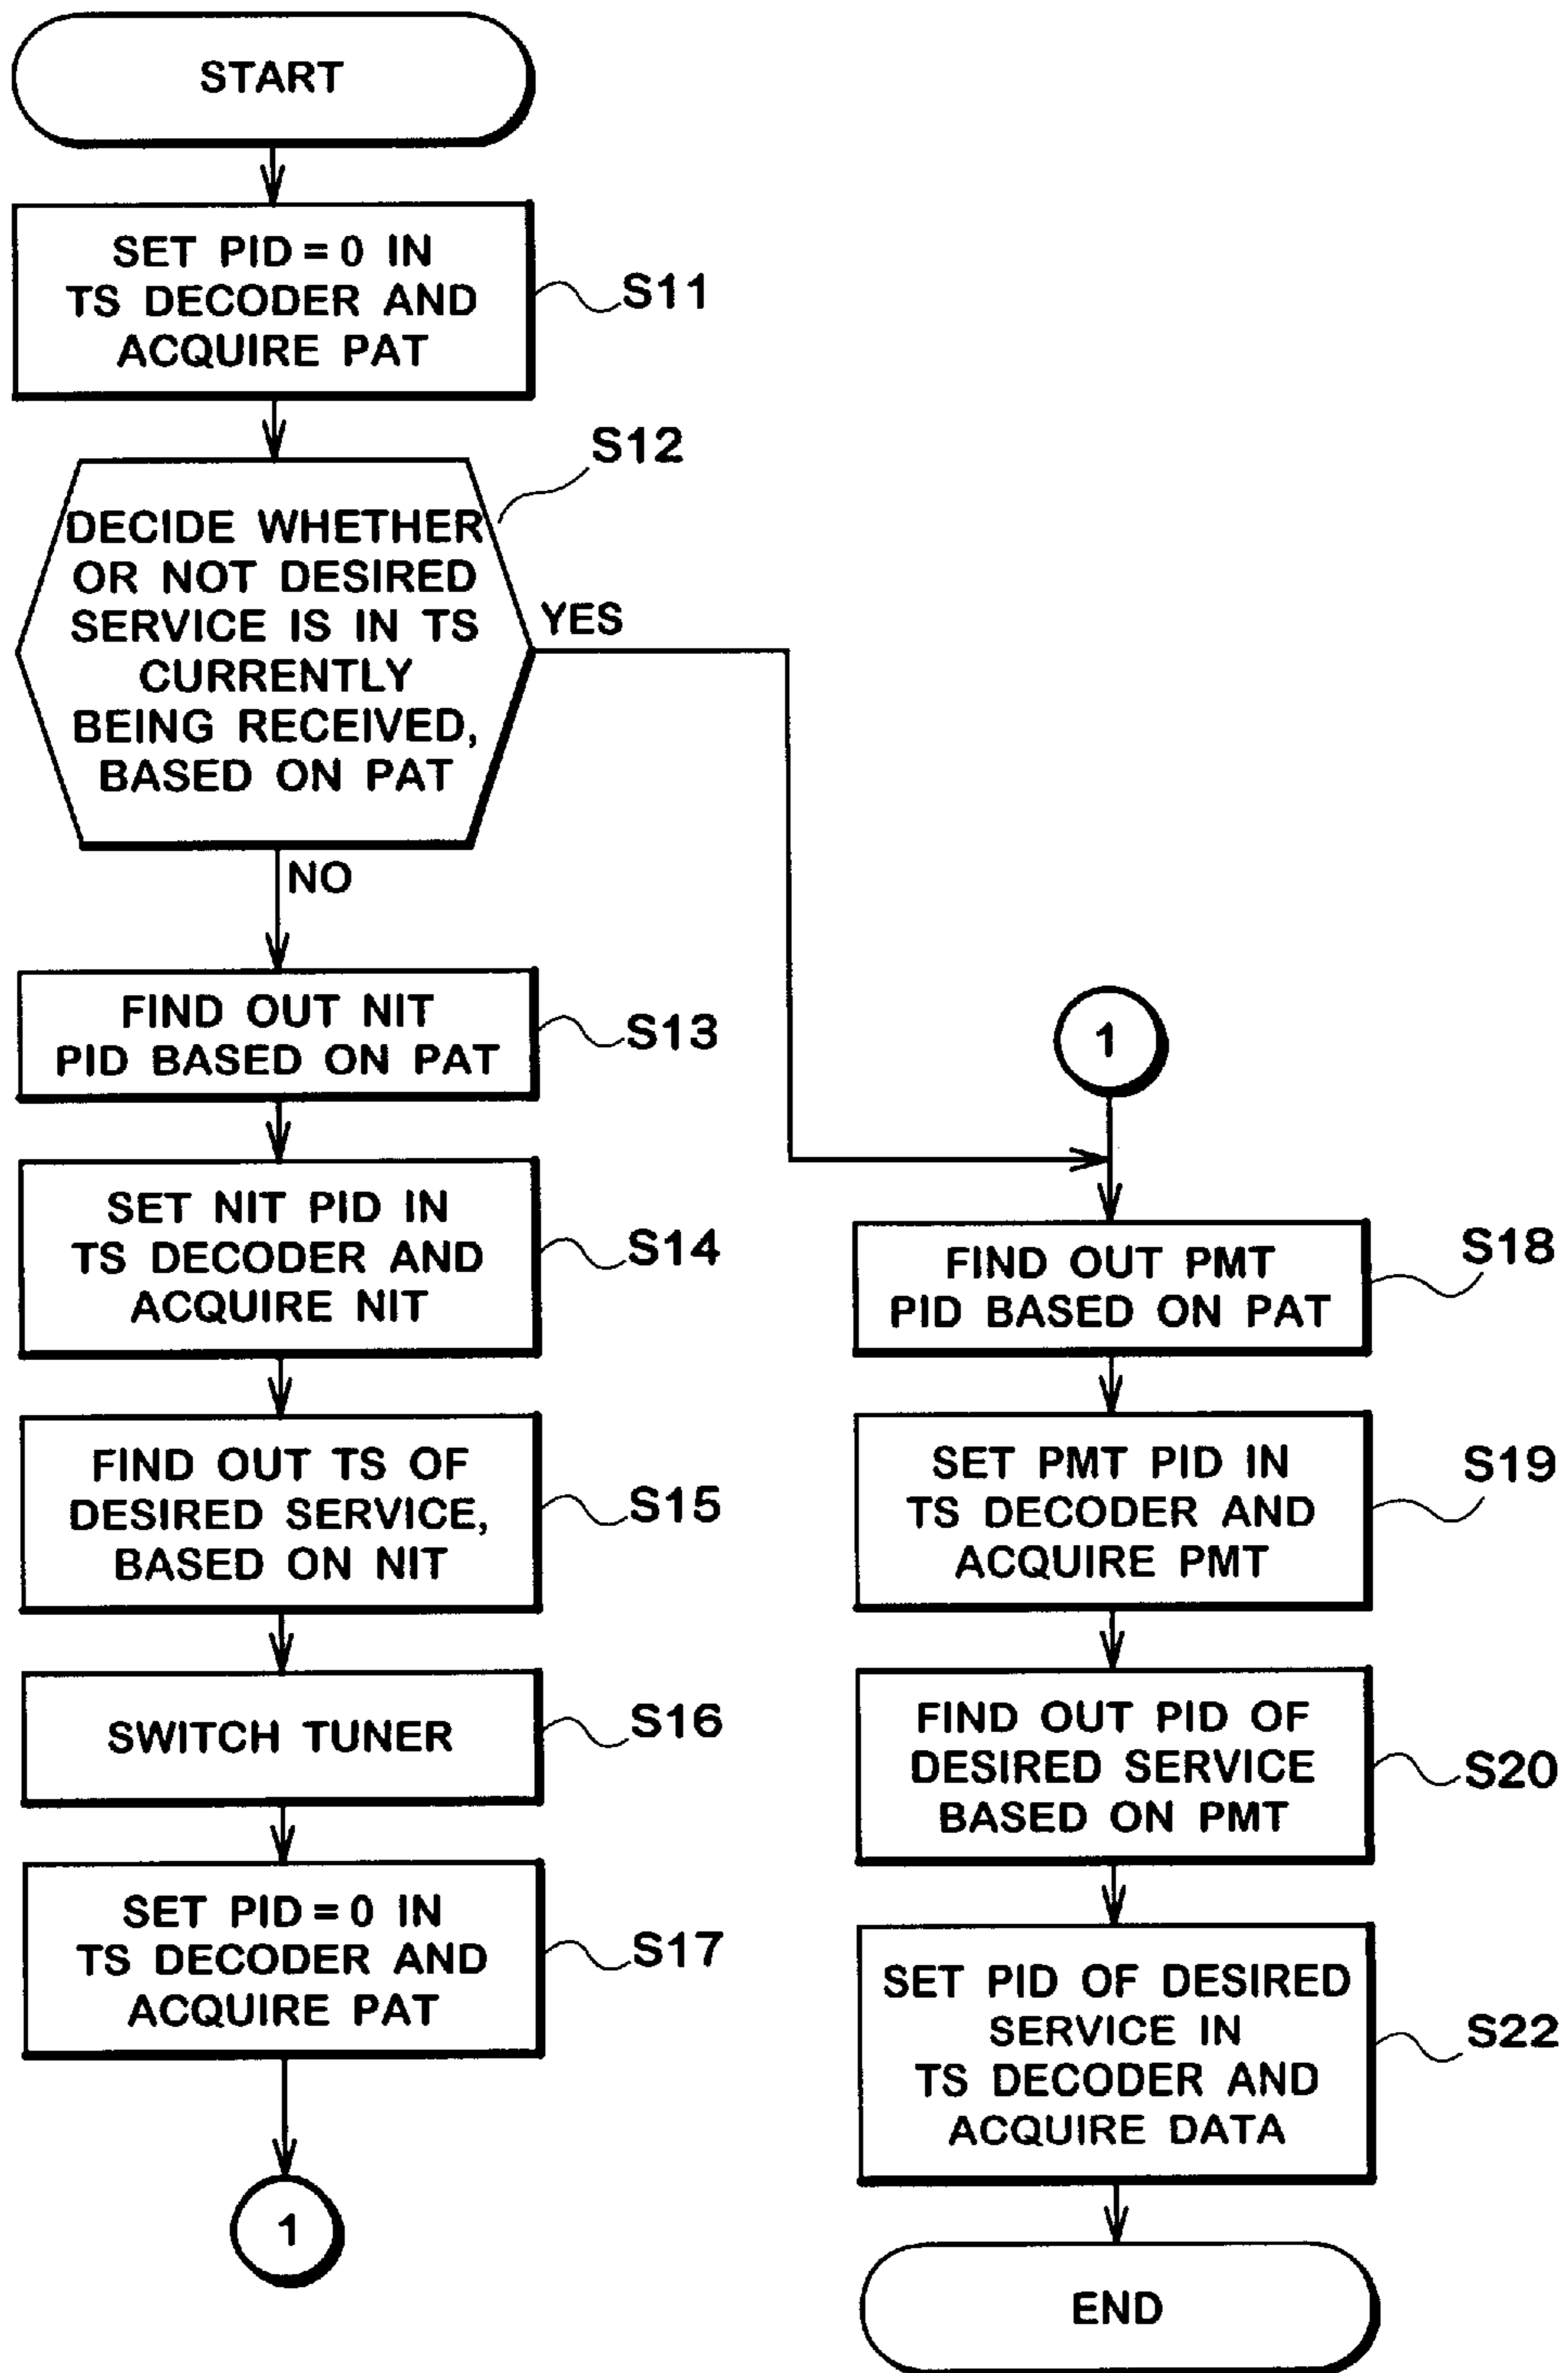 START
SET PID = 0 IN
TS DECODER AND
ACQUIRE PAT
S11
S12
DECIDE WHETHER
OR NOT DESIRED
SERVICE IS IN TS
CURRENTLY
BEING RECEIVED,
BASED ON PAT
YES
NO
FIND OUT NIT
PID BASED ON PAT
S13
SET NIT PID IN
TS DECODER AND
ACQUIRE NIT
S14
FIND OUT TS OF
DESIRED SERVICE,
BASED ON NIT
S15
SWITCH TUNER
S16
SET PID = 0 IN
TS DECODER AND
ACQUIRE PAT
S17
1
1
FIND OUT PMT
PID BASED ON PAT
S18
SET PMT PID IN
TS DECODER AND
ACQUIRE PMT
S19
FIND OUT PID OF
DESIRED SERVICE
BASED ON PMT
S20
SET PID OF DESIRED
SERVICE IN
TS DECODER AND
ACQUIRE DATA
S22
END